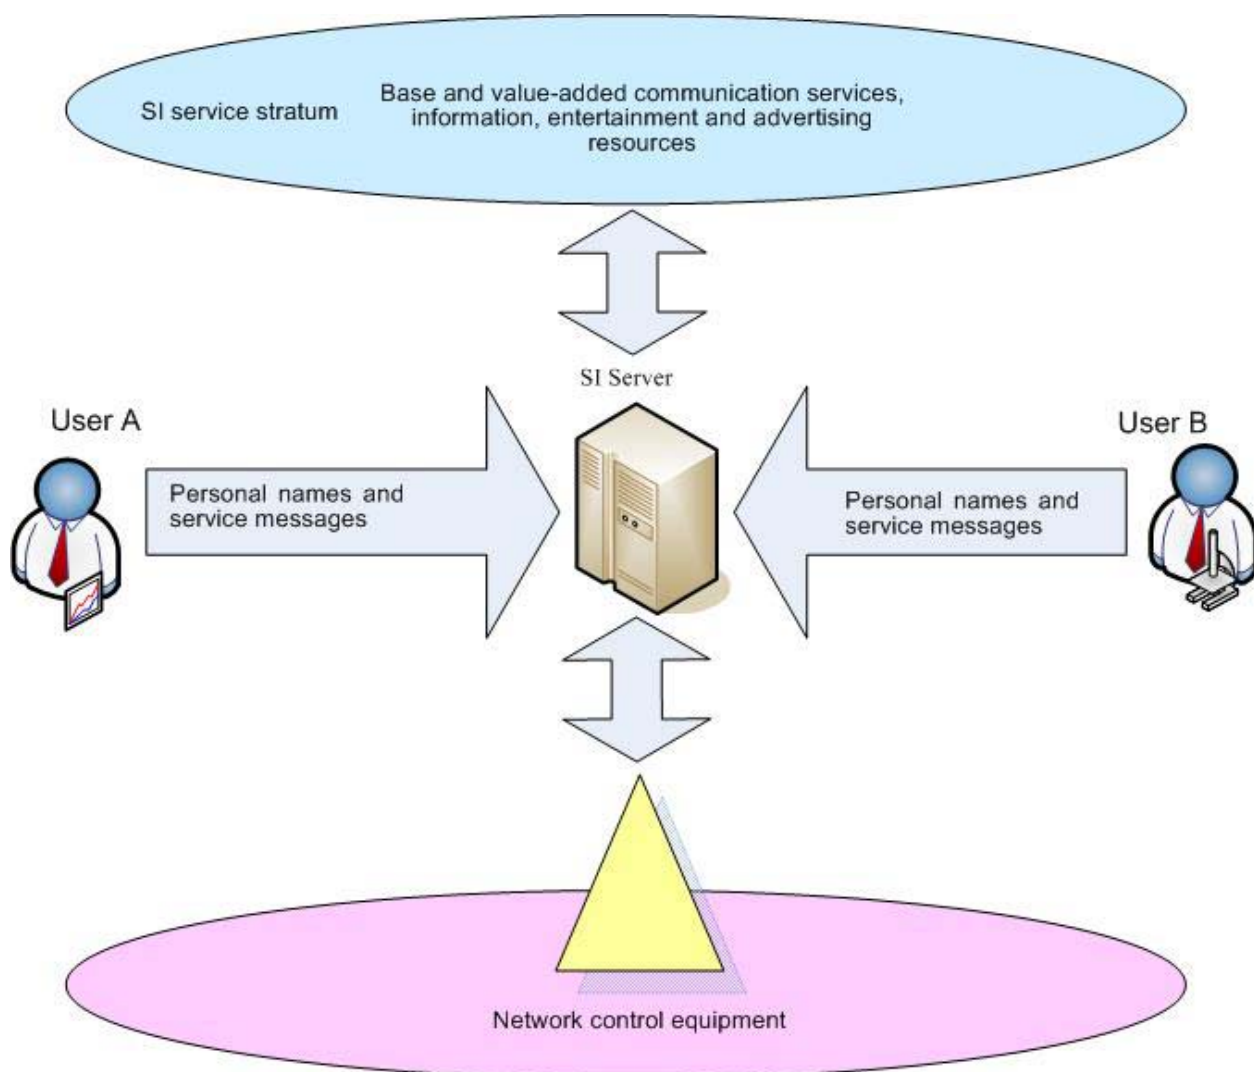 SI service stratum
Base and value-added communication services,
information, entertainment and advertising
resources
SI Server
User A
User B
Personal names and
service messages
Personal names and
service messages
Network control equipment